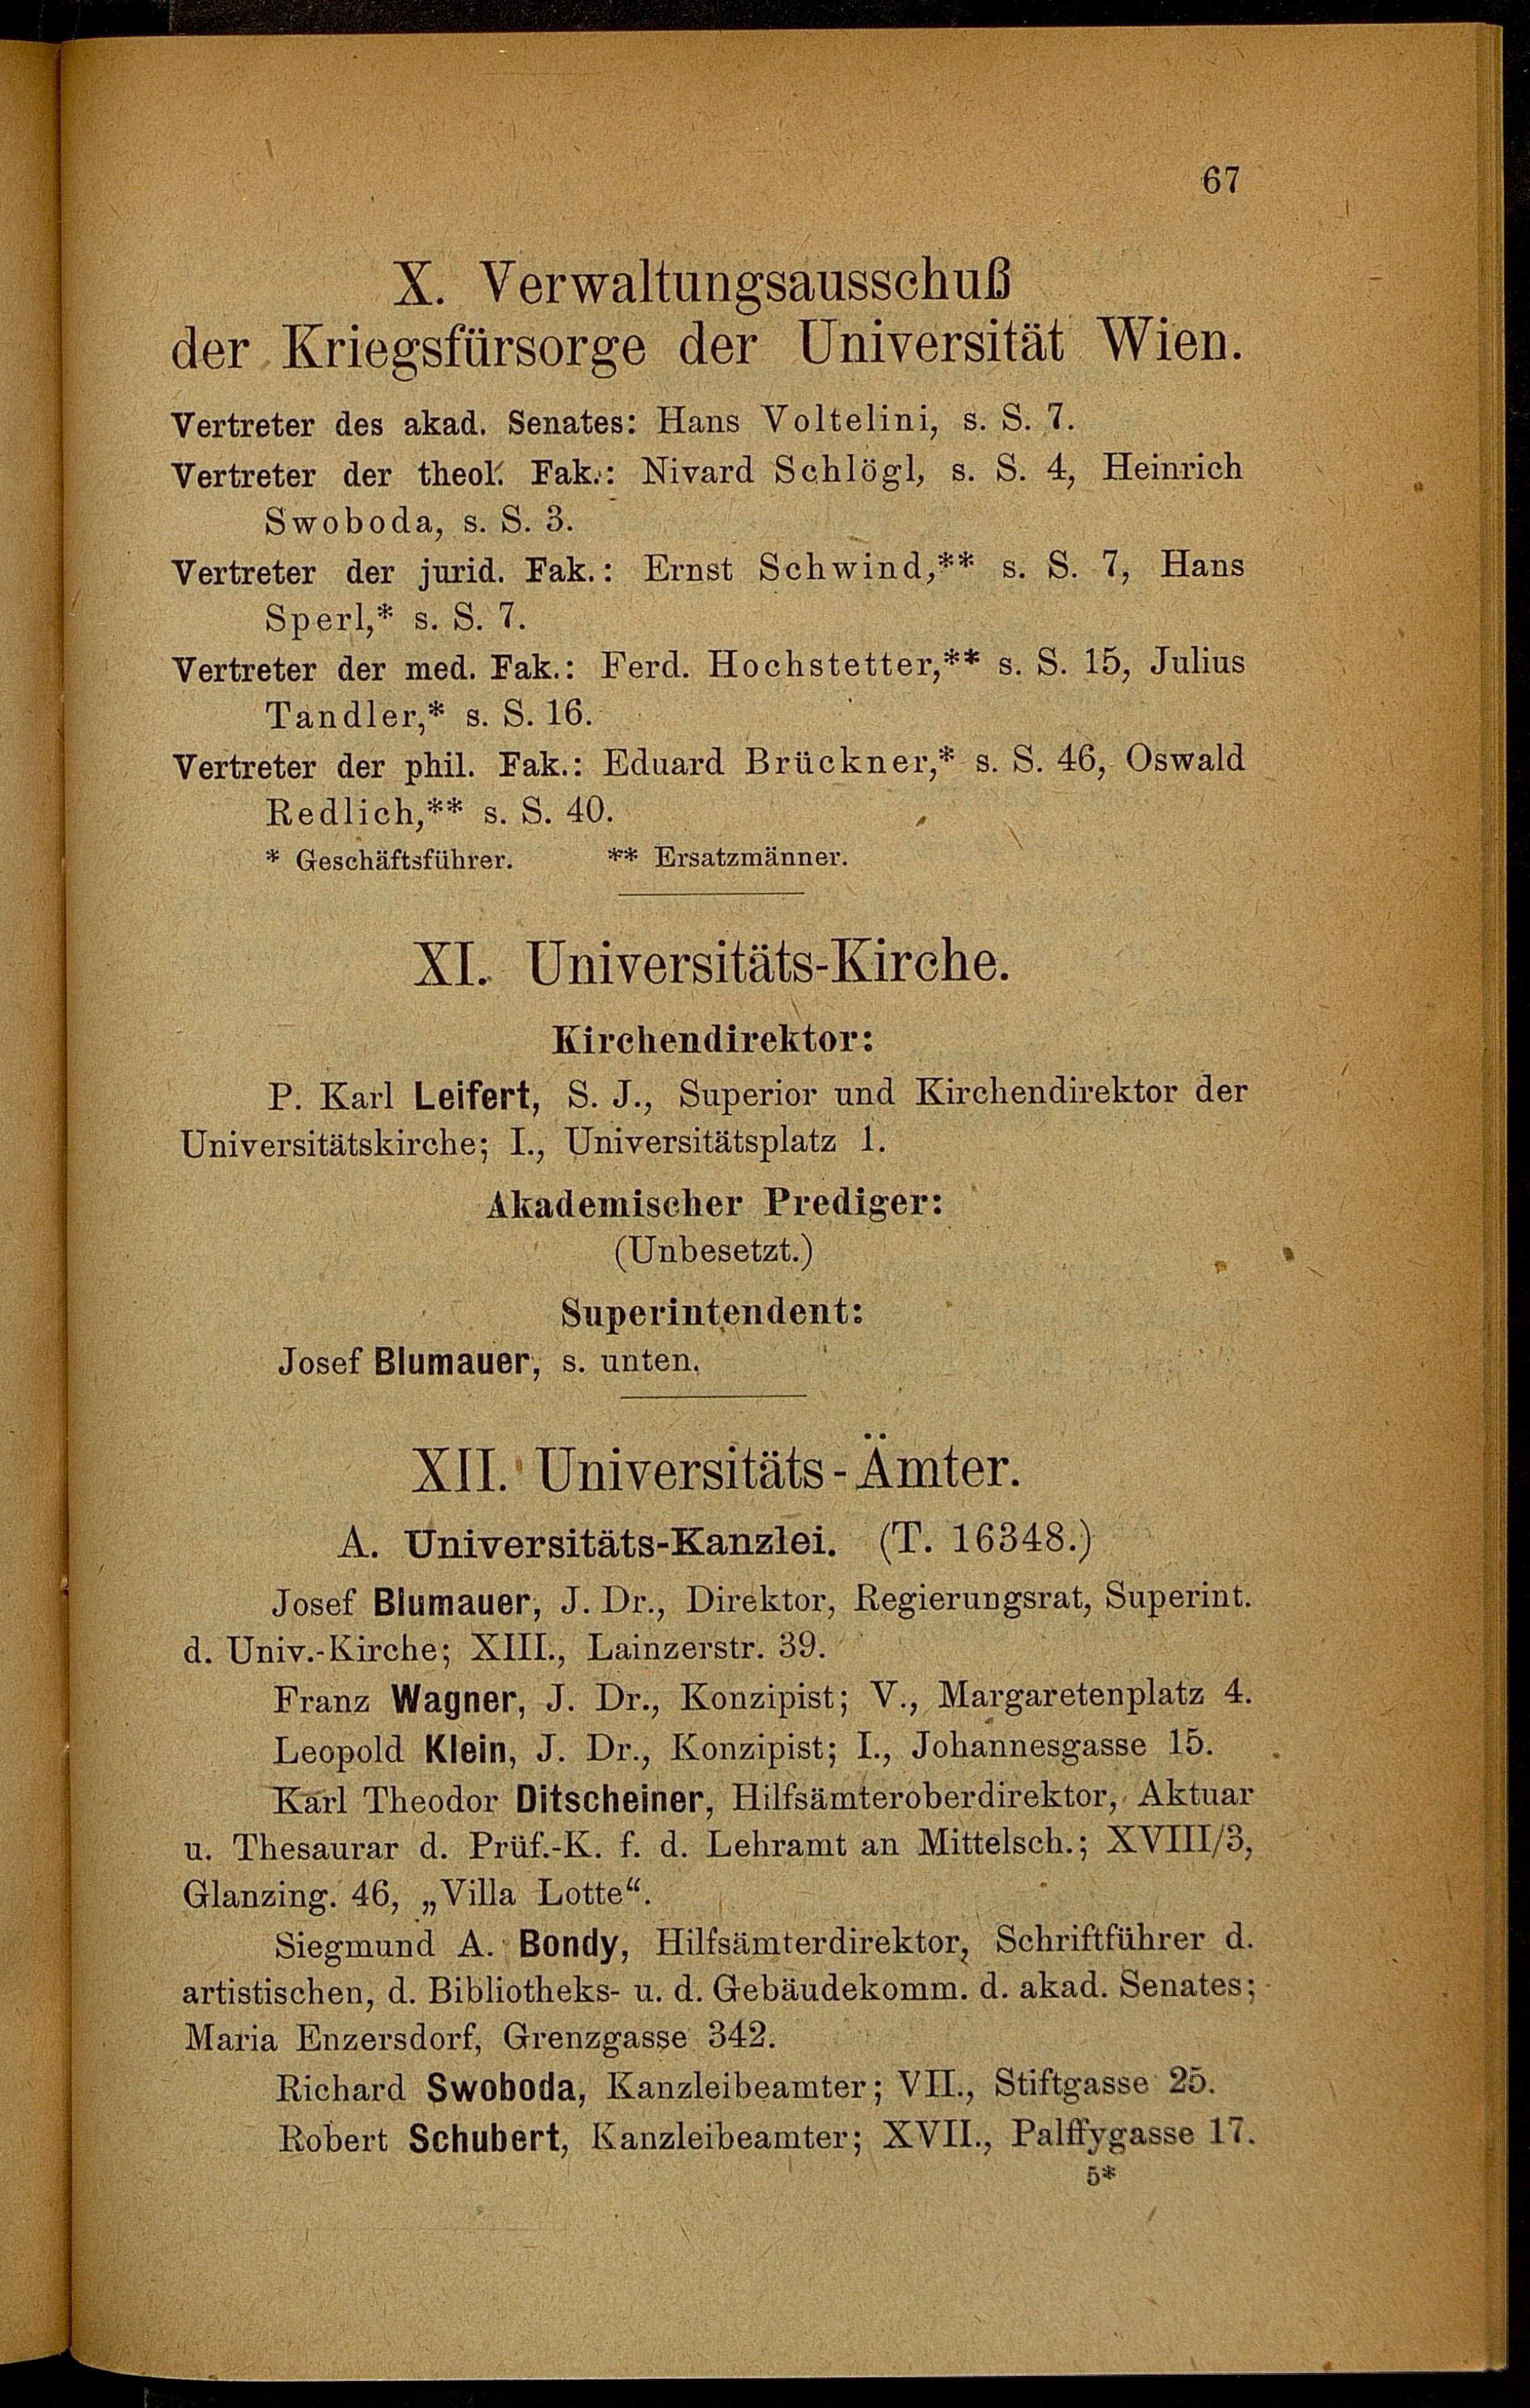 67
X. Verwaltungsausschuß
der Kriegsfürsorge der Universität Wien.
Vertreter des akad. Senates: Hans Voltelini, s. S. 7.
Vertreter der theol. Fak.: Nivard Schlögl, s. S. 4, Heinrich
Swoboda, s. S. 3.
Vertreter der jurid. Fak.: Ernst Schwind,** s. S. 7, Hans
Sperl,* s. S. 7.
Vertreter der med. Fak.: Ferd. Hochstetter,** s. S. 15, Julius
Tandler,* s. S. 16.
Vertreter der phil. Fak.: Eduard Brückner,* s. S. 46, Oswald
Redlich,** s. S. 40.
* Geschäftsführer. ** Ersatzmänner.
XI. Universitäts-Kirche.
Kirchendirektor:
P. Karl Leifert, S. J., Superior und Kirchendirektor der
Universitätskirche; I., Universitätsplatz 1.
Akademischer Prediger:
(Unbesetzt.)
Superintendent:
Josef Blumauer, s. unten.
XII. Universitäts-Ämter.
A. Universitäts-Kanzlei. (T. 16348.)
Josef Blumauer, J. Dr., Direktor, Regierungsrat, Superint.
d. Univ.-Kirche; XIII., Lainzerstr. 39.
Franz Wagner, J. Dr., Konzipist; V., Margaretenplatz 4.
Leopold Klein, J. Dr., Konzipist; I., Johannesgasse 15.
Karl Theodor Ditscheiner, Hilfsämteroberdirektor, Aktuar
u. Thesaurar d. Prüf.-K. f. d. Lehramt an Mittelsch.; XVIII/3,
Glanzing. 46, „Villa Lotte“.
Siegmund A. Bondy, Hilfsämterdirektor, Schriftführer d.
artistischen, d. Bibliotheks- u. d. Gebäudekomm. d. akad. Senates;
Maria Enzersdorf, Grenzgasse 342.
Richard Swoboda, Kanzleibeamter; VII., Stiftgasse 25.
Robert Schubert, Kanzleibeamter; XVII., Palffygasse 17.
5*